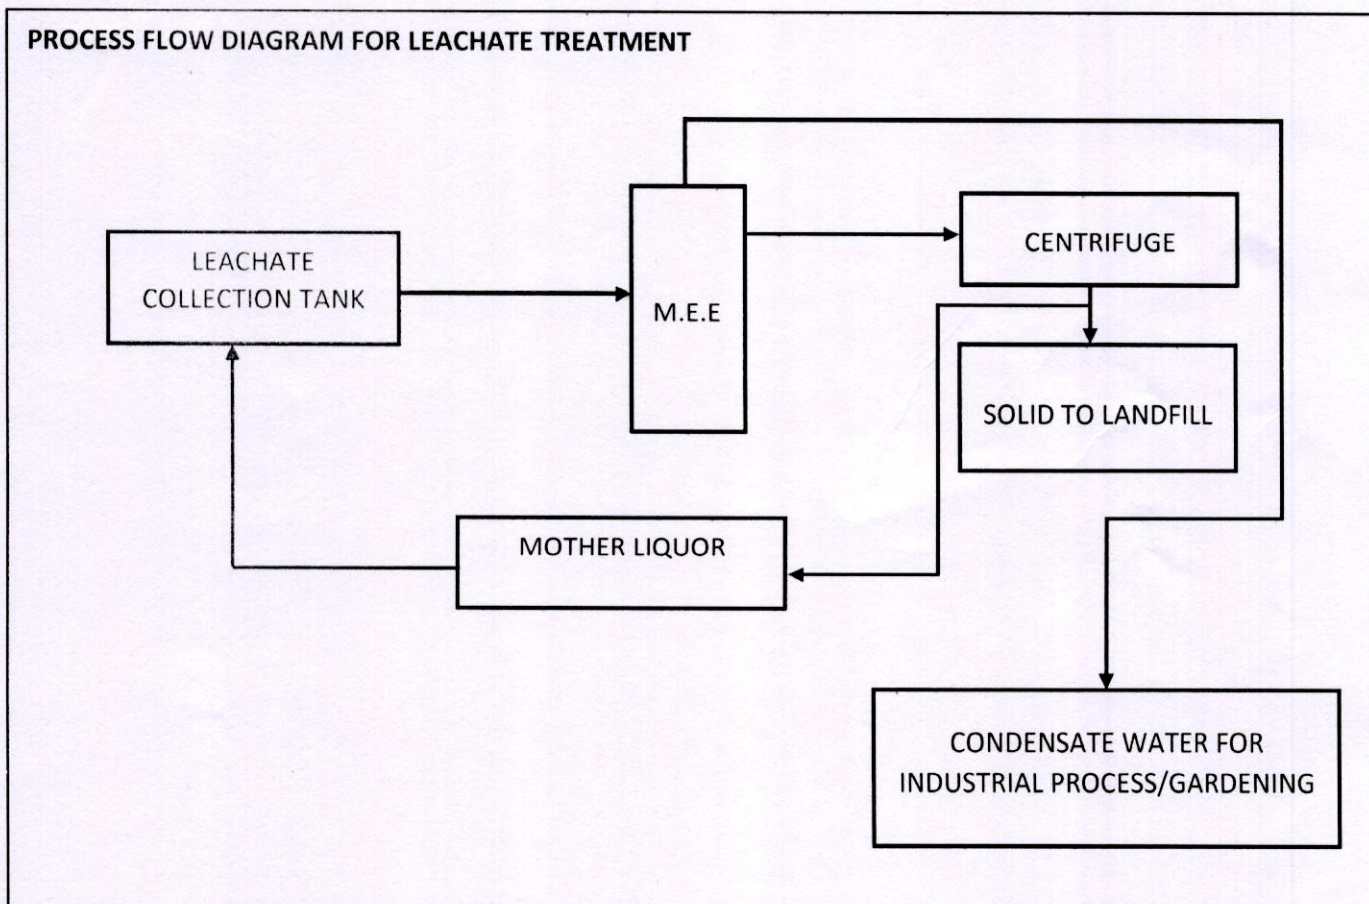 PROCESS FLOW DIAGRAM FOR LEACHATE TREATMENT
LEACHATE
COLLECTION TANK
M.E.E
CENTRIFUGE
SOLID TO LANDFILL
MOTHER LIQUOR
CONDENSATE WATER FOR
INDUSTRIAL PROCESS/GARDENING